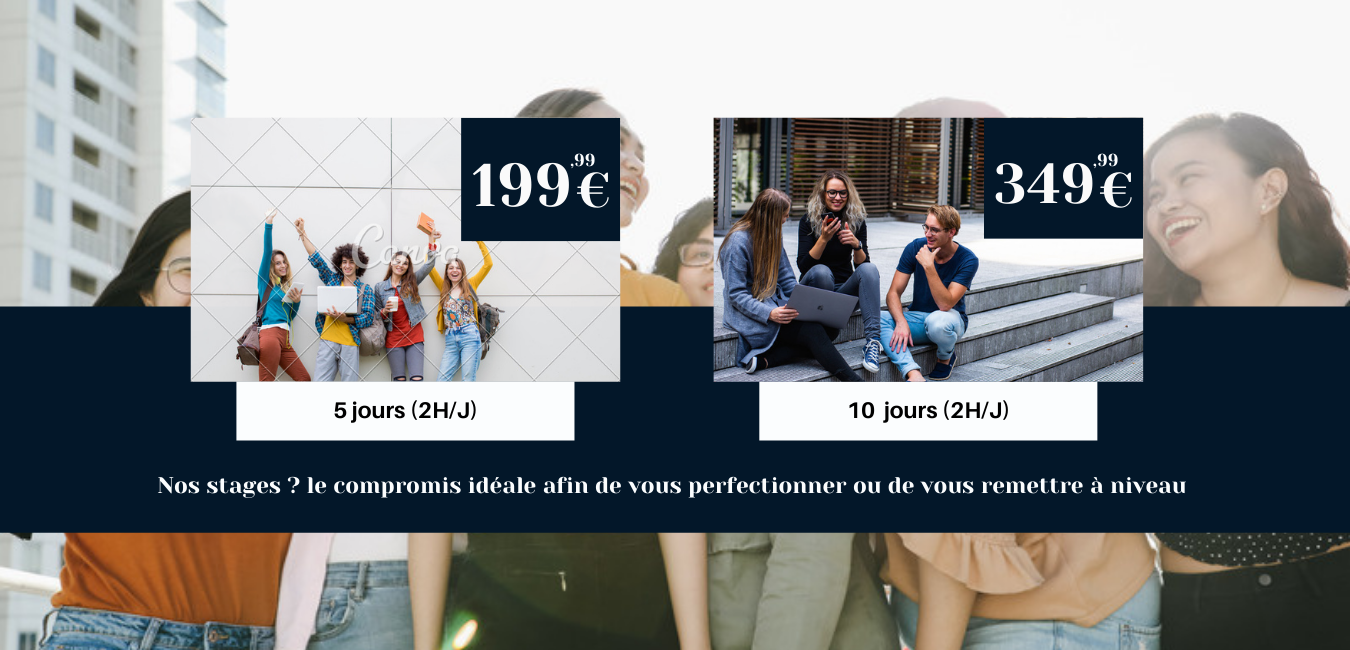 199,99€
349,99€
Canva
5 jours (2H/J)
10 jours (2H/J)
Nos stages ? le compromis idéale afin de vous perfectionner ou de vous remettre à niveau